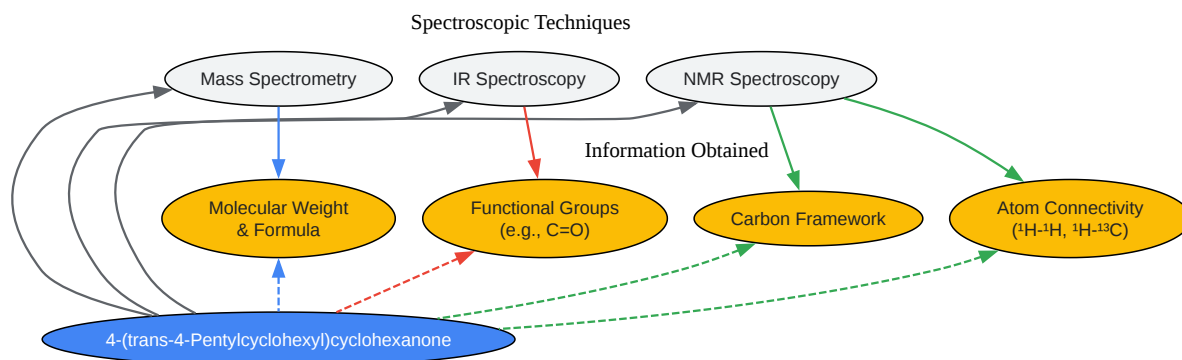 Spectroscopic Techniques
Mass Spectrometry
IR Spectroscopy
NMR Spectroscopy
Information Obtained
Molecular Weight
& Formula
Functional Groups
(e.g., C=O)
Carbon Framework
Atom Connectivity
(¹H-¹H, ¹H-¹³C)
4-(trans-4-Pentylcyclohexyl)cyclohexanone